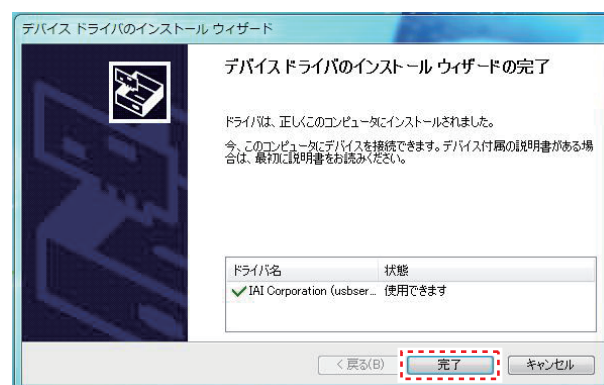 デバイス ドライバのインストール ウィザード
デバイス ドライバのインストール ウィザードの完了
ドライバは、正しくこのコンピュータにインストールされました。
今、このコンピュータにデバイスを接続できます。デバイス付属の説明書がある場
合は、最初に説明書をお読みください。
ドライバ名 状態
IAI Corporation (usbser... 使用できます
< 戻る(B) 完了 キャンセル